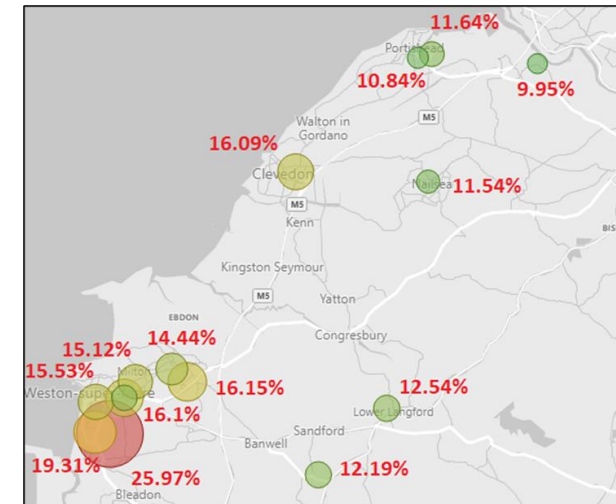 11.64%
Portishead
10.84%
9.95%
Walton in
Gordano
M5
16.09%
Clevedon
Nailsea
11.54%
M5
Kenn
BIS
Kingston Seymour
M5
Yatton
EBDON
Congresbury
14.44%
15.12%
Milton
15.53%
16.15%
Weston-super-Mare
12.54%
16.1%
Lower Langford
Sandford
Banwell
19.31%
12.19%
25.97%
Bleadon